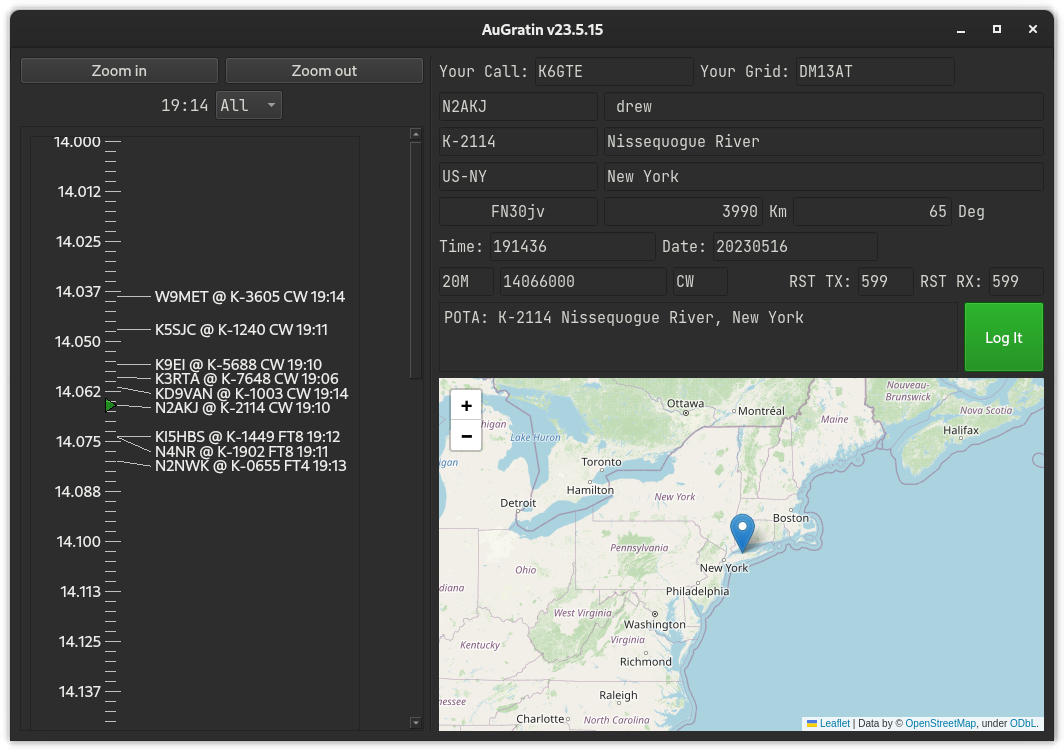 AuGratin v23.5.15
Zoom in
Zoom out
19:14
All
14.000
14.012
14.025
14.037
14.050
14.062
14.075
14.088
14.100
14.113
14.125
14.137
W9MET @ K-3605 CW 19:14
K5SJC @ K-1240 CW 19:11
K9EI @ K-5688 CW 19:10
K3RTA @ K-7648 CW 19:06
KD9VAN @ K-1003 CW 19:14
N2AKJ @ K-2114 CW 19:10
KI5HBS @ K-1449 FT8 19:12
N4NR @ K-1902 FT8 19:11
N2NWK @ K-0655 FT4 19:13
Your Call: K6GTE Your Grid: DM13AT
N2AKJ drew
K-2114 Nissequogue River
US-NY New York
FN30jv 3990 Km 65 Deg
Time: 191436 Date: 20230516
20M 14066000 CW RST TX: 599 RST RX: 599
POTA: K-2114 Nissequogue River, New York
Log It
+
−
Ottawa
Montréal
Nouveau-
Brunswick
Nova Scotia
Maine
Halifax
higan
Lake Huron
igan
Toronto
Hamilton
Detroit
New York
Boston
Pennsylvania
New York
Ohio
diana
Philadelphia
West Virginia
Washington
Virginia
Kentucky
Richmond
Raleigh
nessee
Charlotte
North Carolina
Leaflet | Data by © OpenStreetMap, under ODbL.